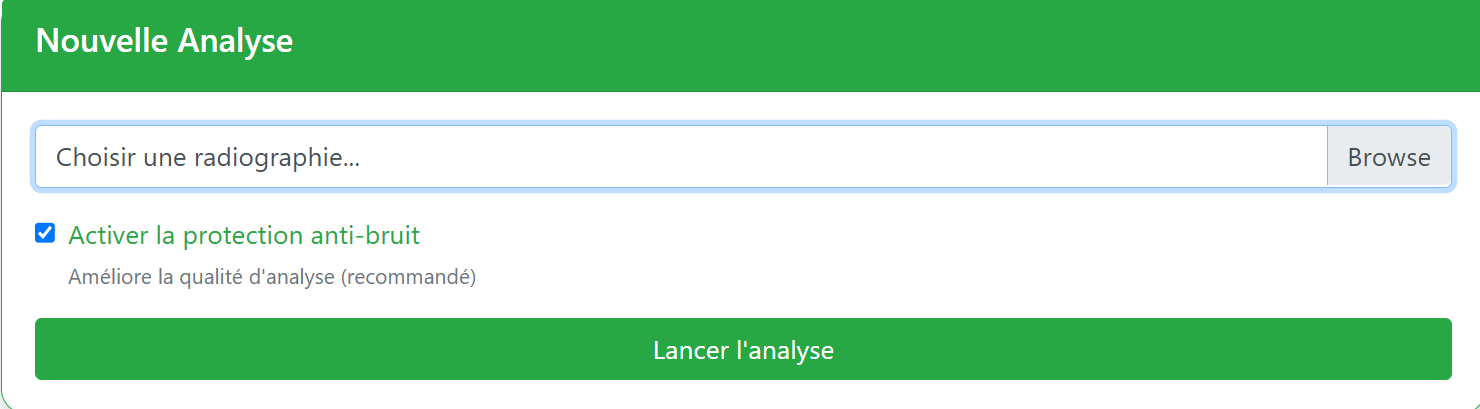 Nouvelle Analyse
Choisir une radiographie...
Browse
Activer la protection anti-bruit
Améliore la qualité d'analyse (recommandé)
Lancer l'analyse